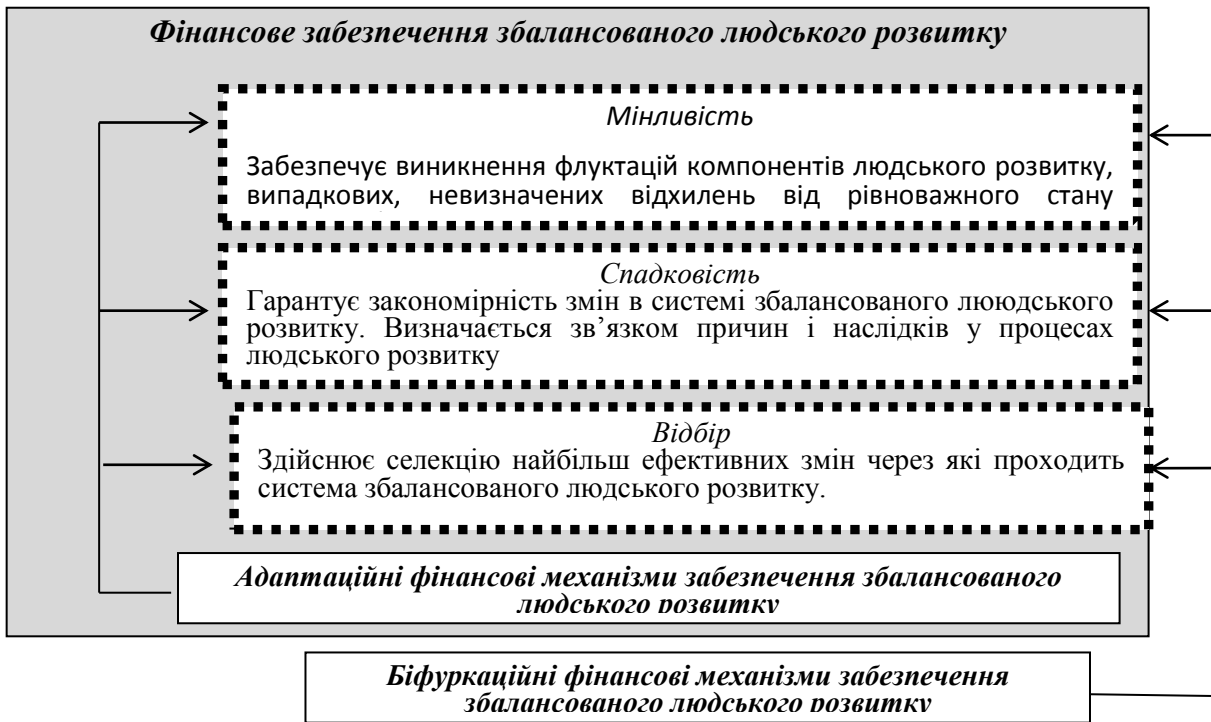 Фінансове забезпечення збалансованого людського розвитку
Мінливість
Забезпечує виникнення флуктацій компонентів людського розвитку,
випадкових, невизначених відхилень від рівноважного стану
Спадковість
Гарантує закономірність змін в системі збалансованого лююдського
розвитку. Визначається зв’язком причин і наслідків у процесах
людського розвитку
Відбір
Здійснює селекцію найбільш ефективних змін через які проходить
система збалансованого людського розвитку.
Адаптаційні фінансові механізми забезпечення збалансованого
людського розвитку
Біфуркаційні фінансові механізми забезпечення
збалансованого людського розвитку